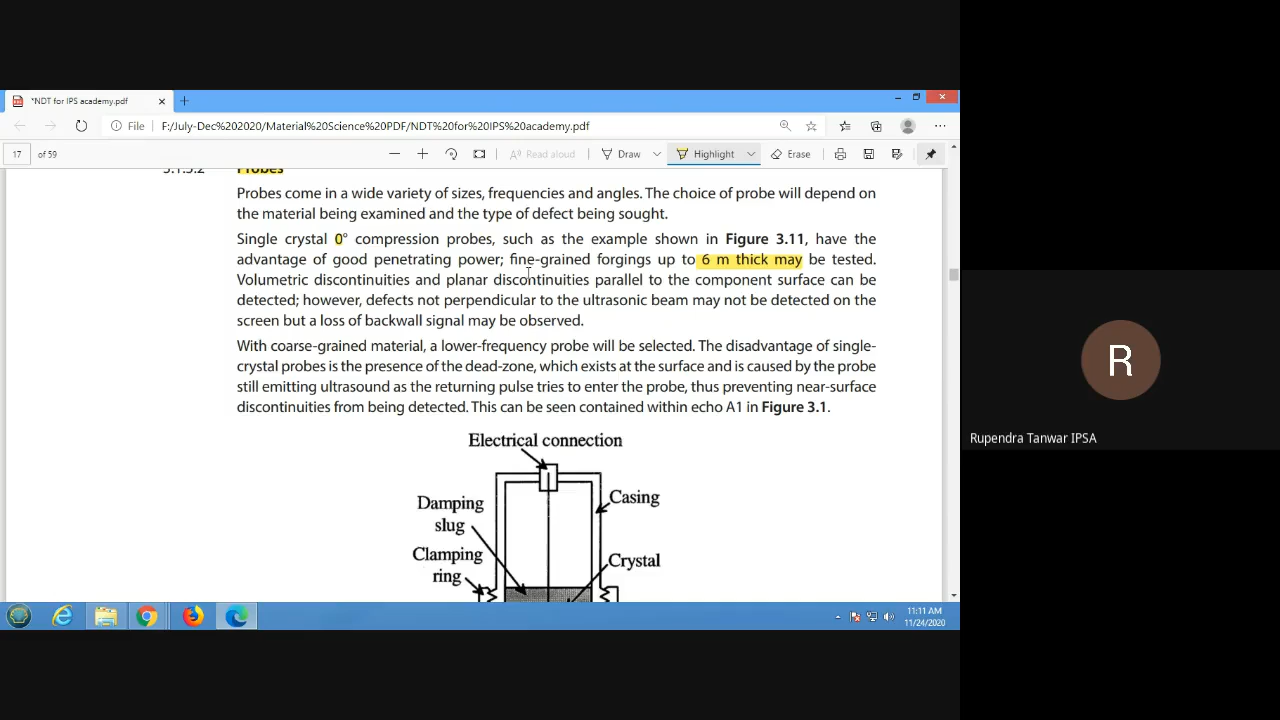 *NDT for IPS academy.pdf
File
F:/July-Dec%202020/Material%20Science%20PDF/NDT%20for%20IPS%20academy.pdf
17 of 59
Read aloud
Draw
Highlight
Erase
3.1.5.2 Probes
Probes come in a wide variety of sizes, frequencies and angles. The choice of probe will depend on
the material being examined and the type of defect being sought.
Single crystal 0° compression probes, such as the example shown in Figure 3.11, have the
advantage of good penetrating power; fine-grained forgings up to 6 m thick may be tested.
Volumetric discontinuities and planar discontinuities parallel to the component surface can be
detected; however, defects not perpendicular to the ultrasonic beam may not be detected on the
screen but a loss of backwall signal may be observed.
With coarse-grained material, a lower-frequency probe will be selected. The disadvantage of single-
crystal probes is the presence of the dead-zone, which exists at the surface and is caused by the probe
still emitting ultrasound as the returning pulse tries to enter the probe, thus preventing near-surface
discontinuities from being detected. This can be seen contained within echo A1 in Figure 3.1.
Electrical connection
Damping
slug
Casing
Clamping
ring
Crystal
R
Rupendra Tanwar IPSA
11:11 AM
11/24/2020